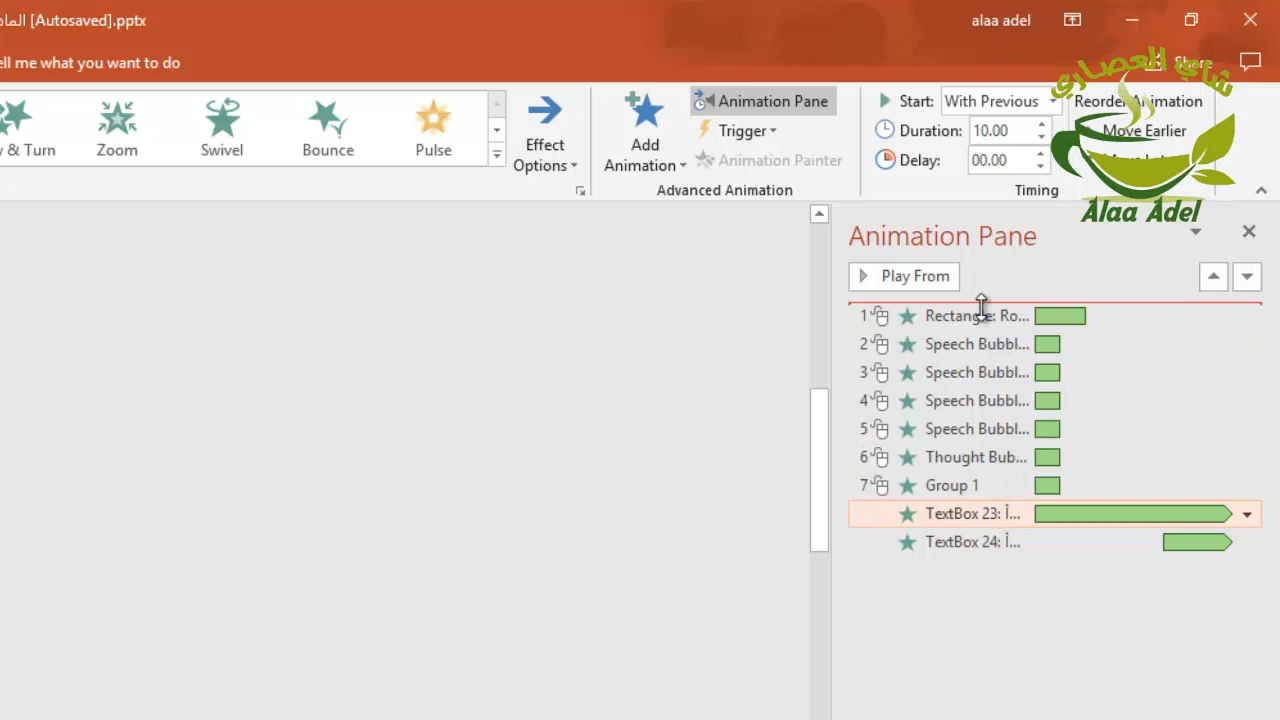 الماد [Autosaved].pptx
alaa adel
ell me what you want to do
Share
شاي العصاري
Alaa Adel
w & Turn
Zoom
Swivel
Bounce
Pulse
Effect
Options
Add
Animation
Animation Pane
Trigger
Animation Painter
Advanced Animation
Start: With Previous
Duration: 10.00
Delay: 00.00
Timing
Reorder Animation
Move Earlier
Animation Pane
Play From
1 Rectangle: Ro...
2 Speech Bubbl...
3 Speech Bubbl...
4 Speech Bubbl...
5 Speech Bubbl...
6 Thought Bub...
7 Group 1
TextBox 23: أ...
TextBox 24: أ...